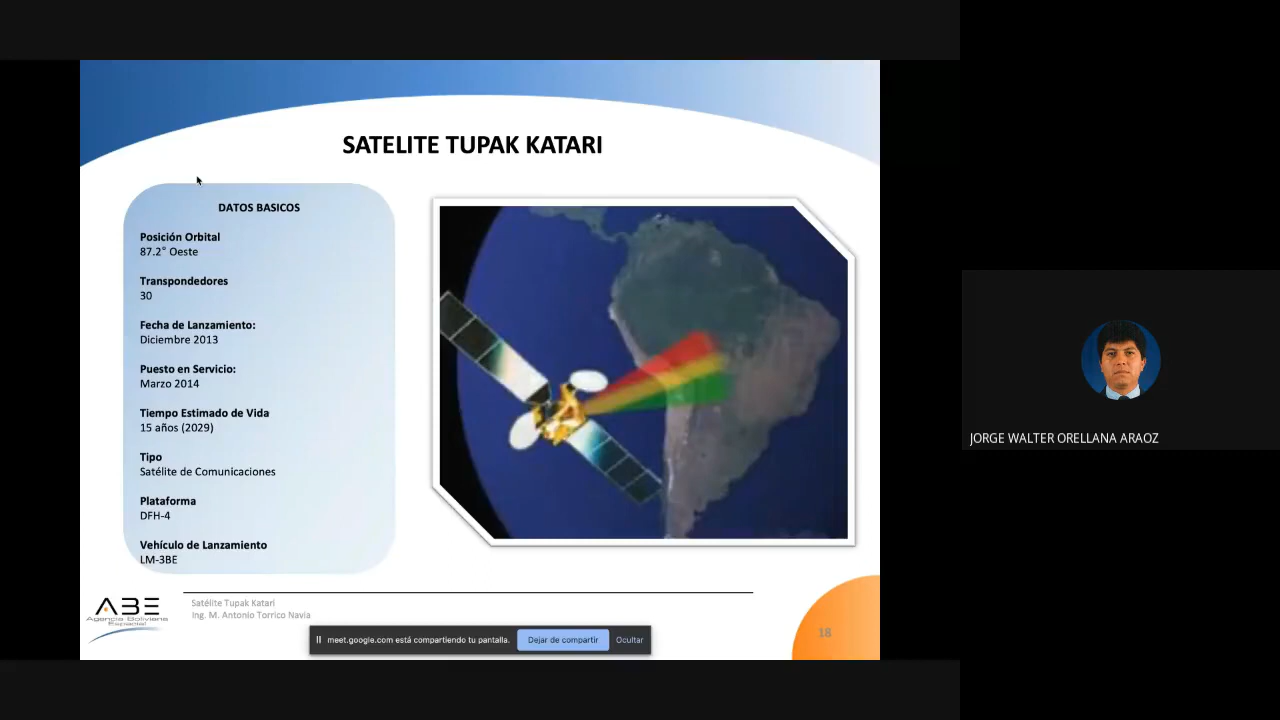 SATELITE TUPAK KATARI
DATOS BASICOS
Posición Orbital
87.2° Oeste
Transpondedores
30
Fecha de Lanzamiento:
Diciembre 2013
Puesto en Servicio:
Marzo 2014
Tiempo Estimado de Vida
15 años (2029)
Tipo
Satélite de Comunicaciones
Plataforma
DFH-4
Vehículo de Lanzamiento
LM-3BE
ABE
Agencia Boliviana
Espacial
Satélite Tupak Katari
Ing. M. Antonio Torrico Navia
18
meet.google.com está compartiendo tu pantalla.
Dejar de compartir
Ocultar
JORGE WALTER ORELLANA ARAOZ